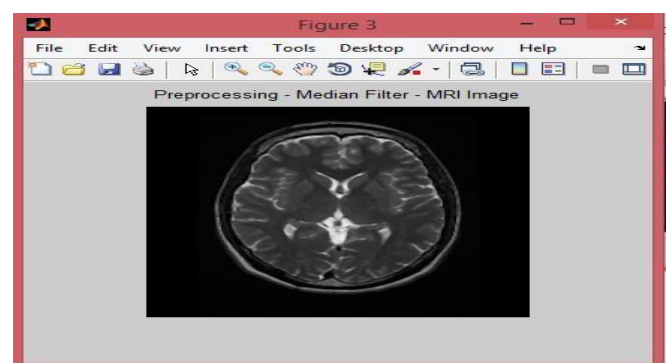 Figure 3
File Edit View Insert Tools Desktop Window Help
Preprocessing - Median Filter - MRI Image